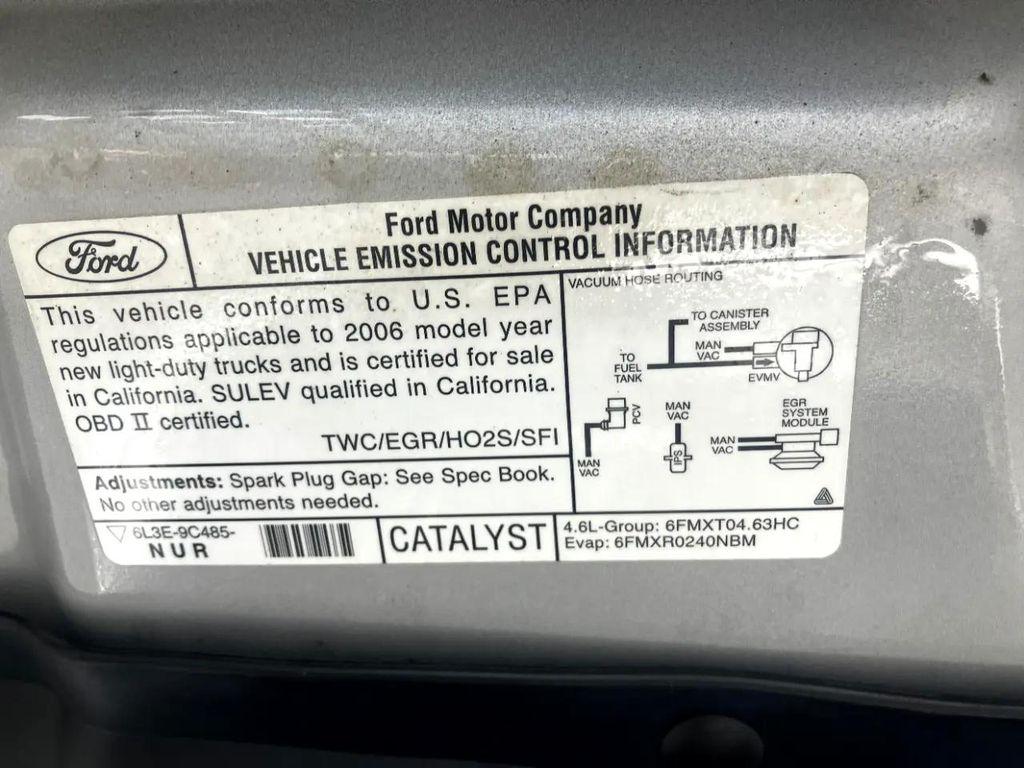 Ford
Ford Motor Company
VEHICLE EMISSION CONTROL INFORMATION
This vehicle conforms to U.S. EPA
regulations applicable to 2006 model year
new light-duty trucks and is certified for sale
in California. SULEV qualified in California.
OBD II certified.
TWC/EGR/HO2S/SFI
Adjustments: Spark Plug Gap: See Spec Book.
No other adjustments needed.
6L3E-9C485-
NUR
CATALYST
VACUUM HOSE ROUTING
TO CANISTER
ASSEMBLY
MAN
VAC
TO
FUEL
TANK
EVMV
PCV
MAN
VAC
MAN
VAC
IPS
EGR
SYSTEM
MODULE
MAN
VAC
4.6L-Group: 6FMXT04.63HC
Evap: 6FMXR0240NBM